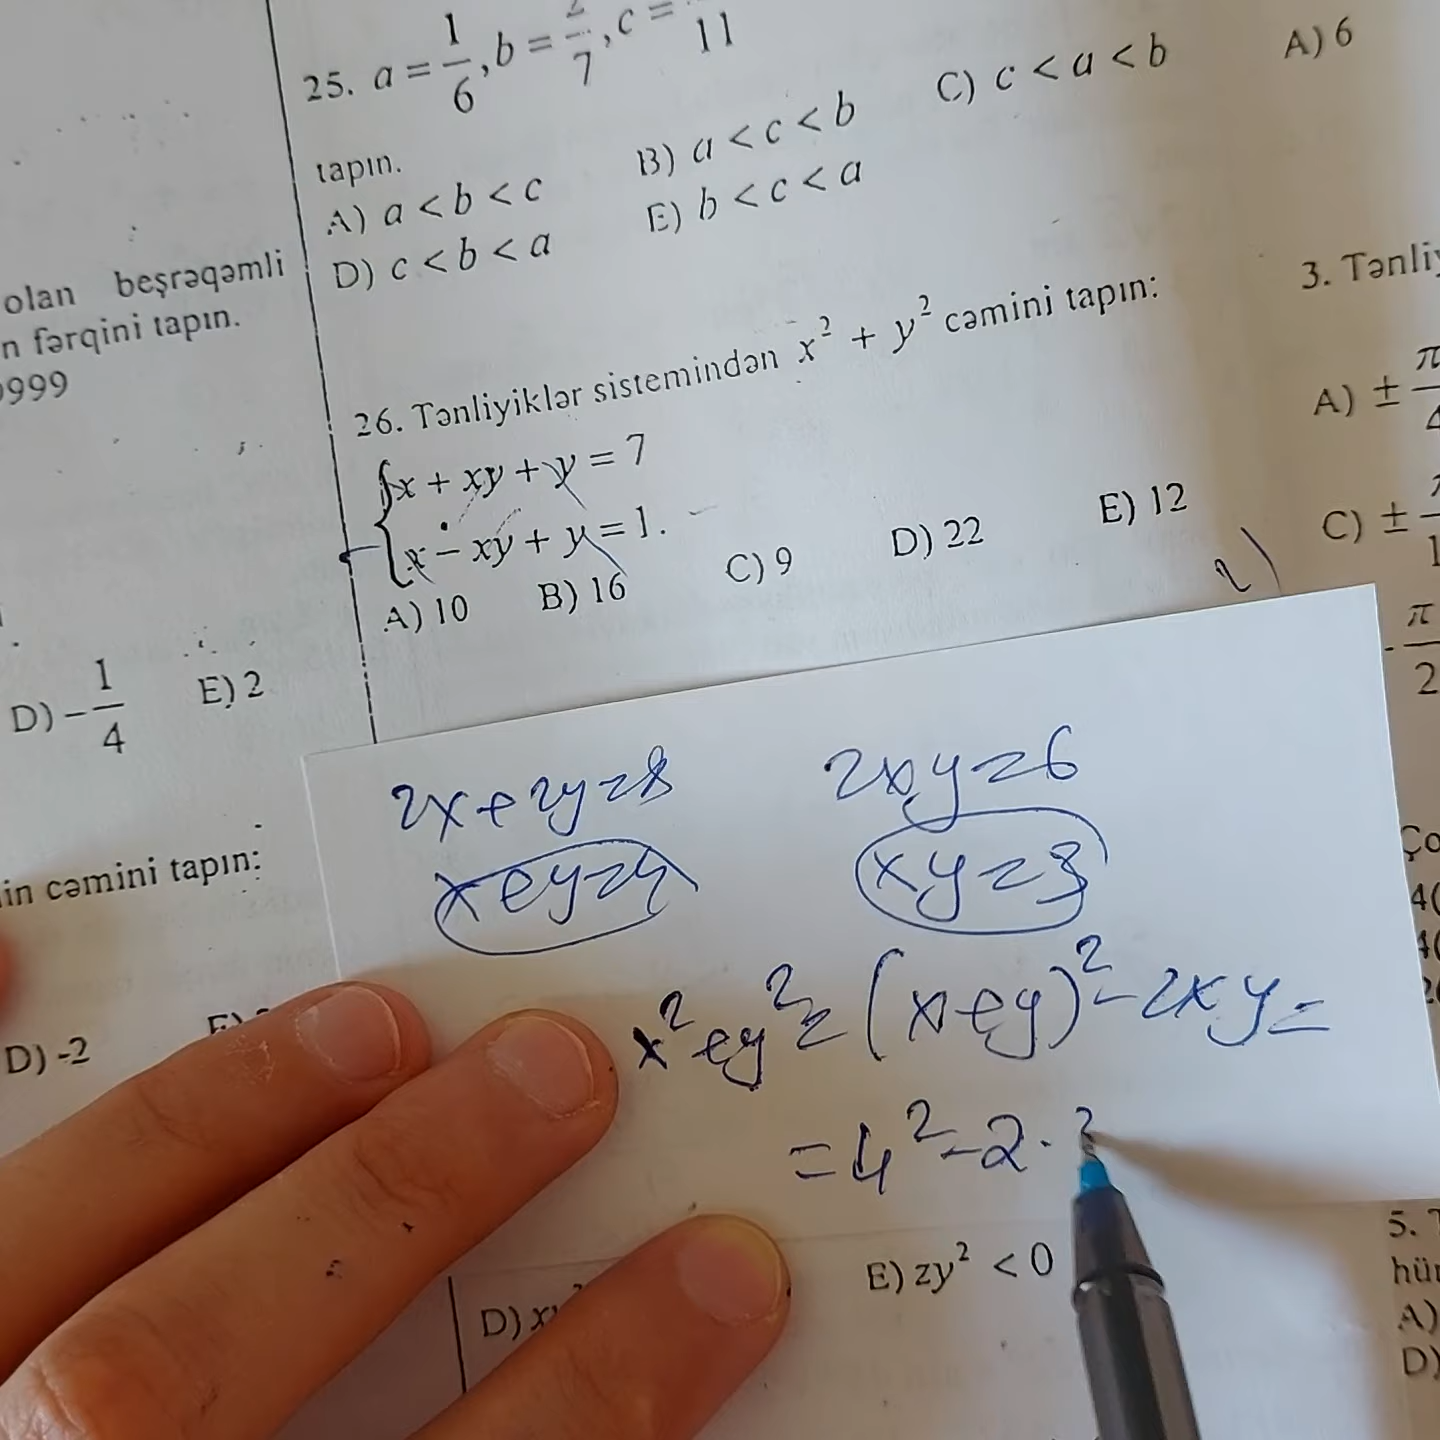 25. a = 1/6, b = /7, c = /11
tapın.
A) a < b < c B) a < c < b C) c < a < b
D) c < b < a E) b < c < a
olan beşrəqəmli
n fərqini tapın.
999
D) -1/4 E) 2
in cəmini tapın:
D) -2
26. Tənliyiklər sistemindən x² + y² cəmini tapın:
{x + xy + y = 7
x − xy + y = 1.
A) 10 B) 16 C) 9 D) 22 E) 12
2x+2y=8 2xy=6
x+y=4 xy=3
x²+y²=(x+y)²-2xy=
=4²-2·
E) zy² < 0
D)
A) 6
3.
A) ± π/4
C) ±
π/2
4(
5.
A)
D)